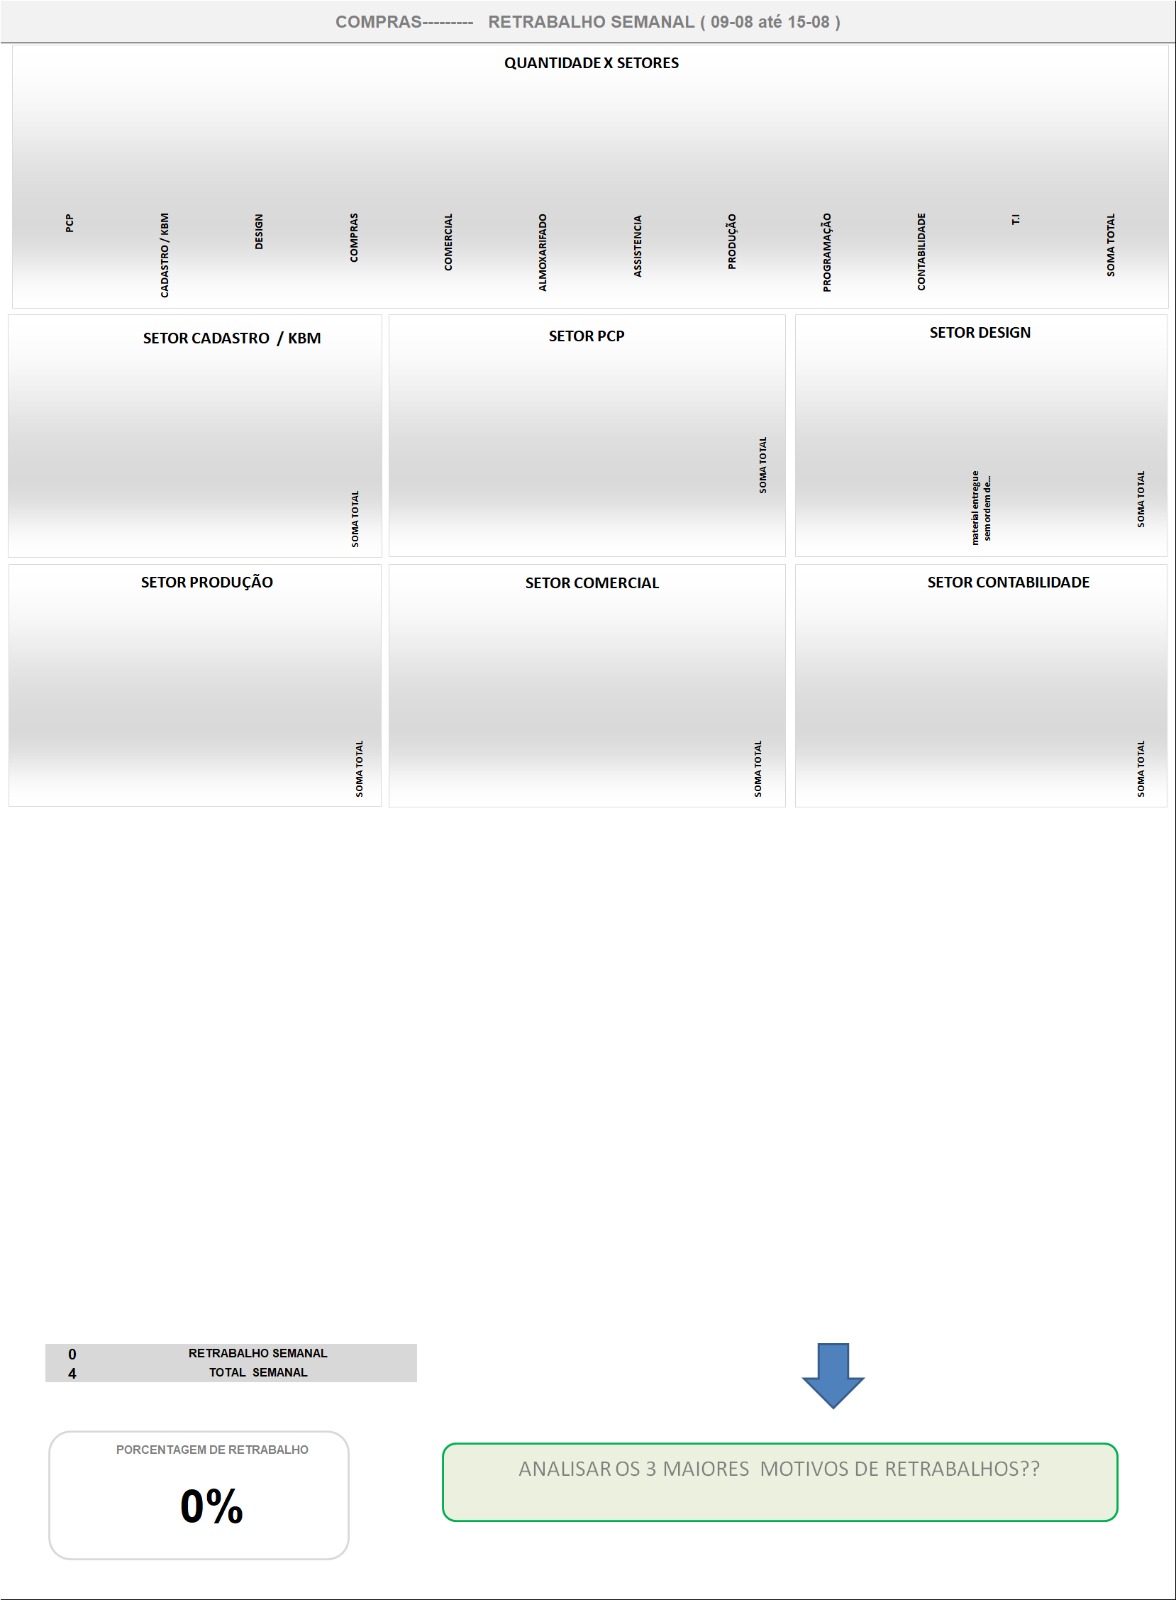 COMPRAS--------- RETRABALHO SEMANAL ( 09-08 até 15-08 )
QUANTIDADE X SETORES
PCP
CADASTRO / KBM
DESIGN
COMPRAS
COMERCIAL
ALMOXARIFADO
ASSISTENCIA
PRODUÇÃO
PROGRAMAÇÃO
CONTABILIDADE
T.I
SOMA TOTAL
SETOR CADASTRO / KBM
SOMA TOTAL
SETOR PCP
SOMA TOTAL
SETOR DESIGN
material entregue
sem ordem de...
SOMA TOTAL
SETOR PRODUÇÃO
SOMA TOTAL
SETOR COMERCIAL
SOMA TOTAL
SETOR CONTABILIDADE
SOMA TOTAL
0 RETRABALHO SEMANAL
4 TOTAL SEMANAL
PORCENTAGEM DE RETRABALHO
0%
ANALISAR OS 3 MAIORES MOTIVOS DE RETRABALHOS??